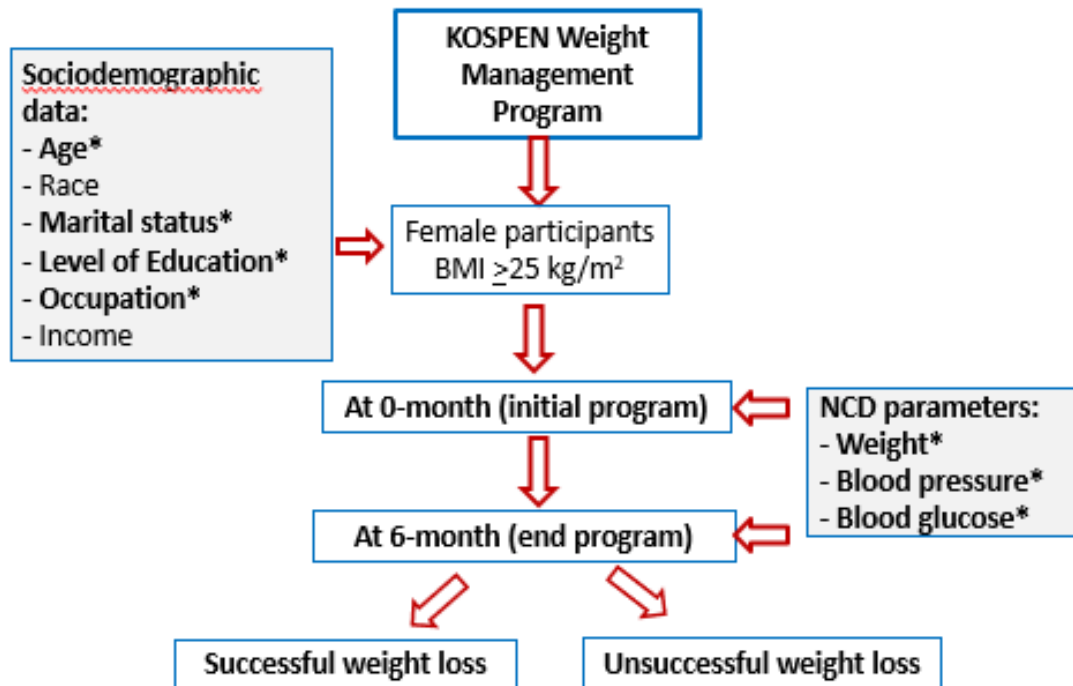 KOSPEN Weight
Management
Program
Sociodemographic
data:
- Age*
- Race
- Marital status*
- Level of Education*
- Occupation*
- Income
Female participants
BMI ≥25 kg/m²
At 0-month (initial program)
NCD parameters:
- Weight*
- Blood pressure*
- Blood glucose*
At 6-month (end program)
Successful weight loss
Unsuccessful weight loss